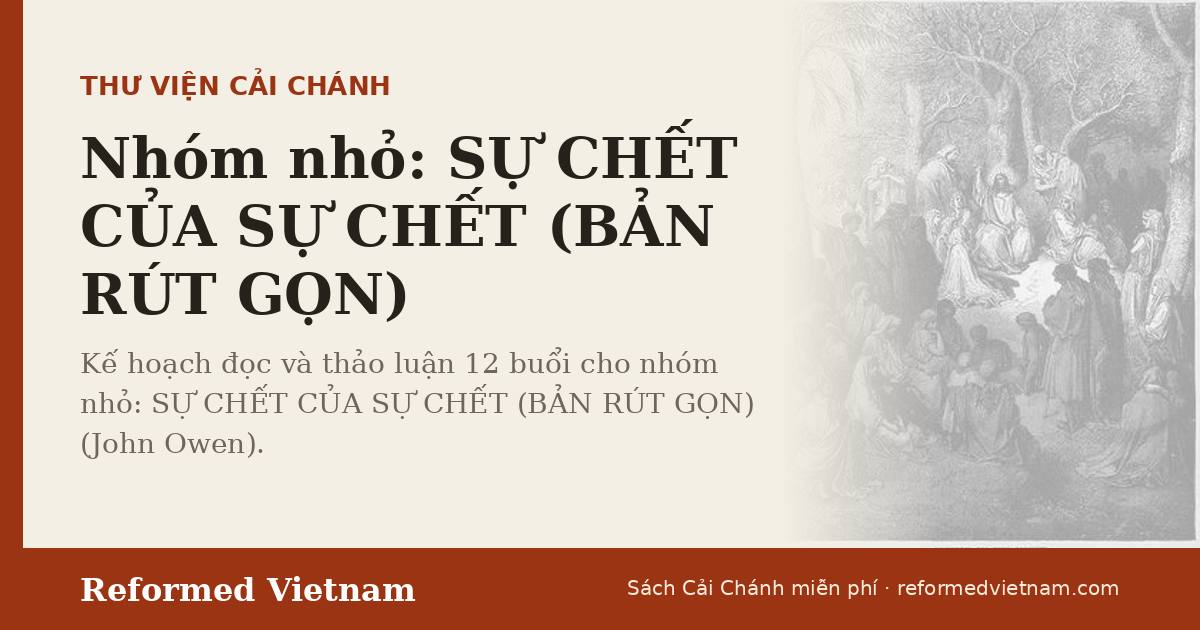 THƯ VIỆN CẢI CHÁNH
Nhóm nhỏ: SỰ CHẾT
CỦA SỰ CHẾT (BẢN
RÚT GỌN)
Kế hoạch đọc và thảo luận 12 buổi cho nhóm
nhỏ: SỰ CHẾT CỦA SỰ CHẾT (BẢN RÚT GỌN)
(John Owen).
Reformed Vietnam
Sách Cải Chánh miễn phí · reformedvietnam.com